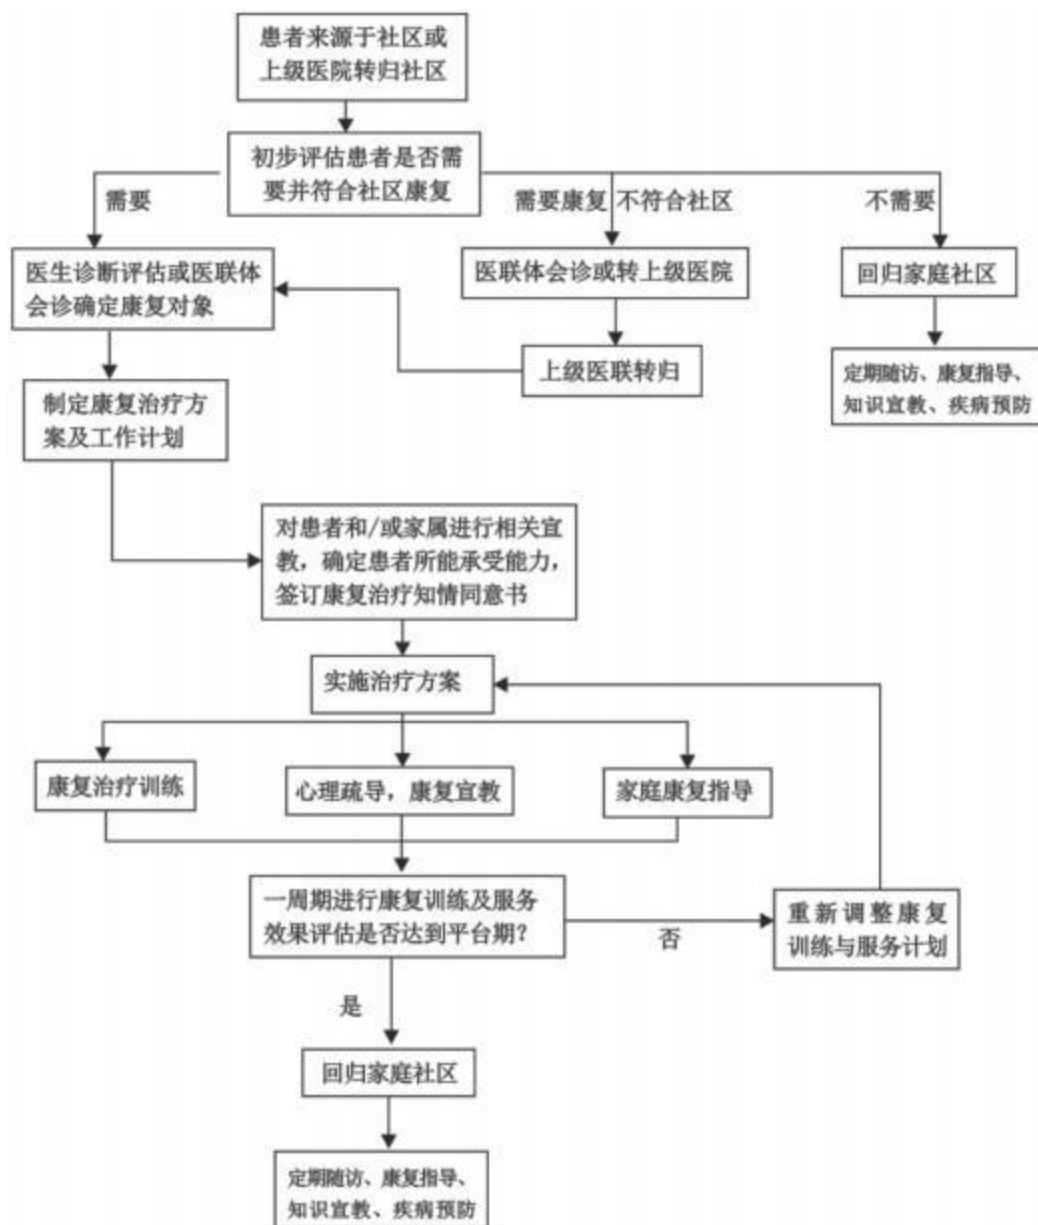 患者来源于社区或
上级医院转归社区
初步评估患者是否需
要并符合社区康复
需要
需要康复
不符合社区
不需要
医生诊断评估或医联体
会诊确定康复对象
医联体会诊或转上级医院
回归家庭社区
上级医联转归
定期随访、康复指导、
知识宣教、疾病预防
制定康复治疗方
案及工作计划
对患者和/或家属进行相关宣
教，确定患者所能承受能力，
签订康复治疗知情同意书
实施治疗方案
康复治疗训练
心理疏导，康复宣教
家庭康复指导
一周期进行康复训练及服务
效果评估是否达到平台期？
否
重新调整康复
训练与服务计划
是
回归家庭社区
定期随访、康复指导、
知识宣教、疾病预防